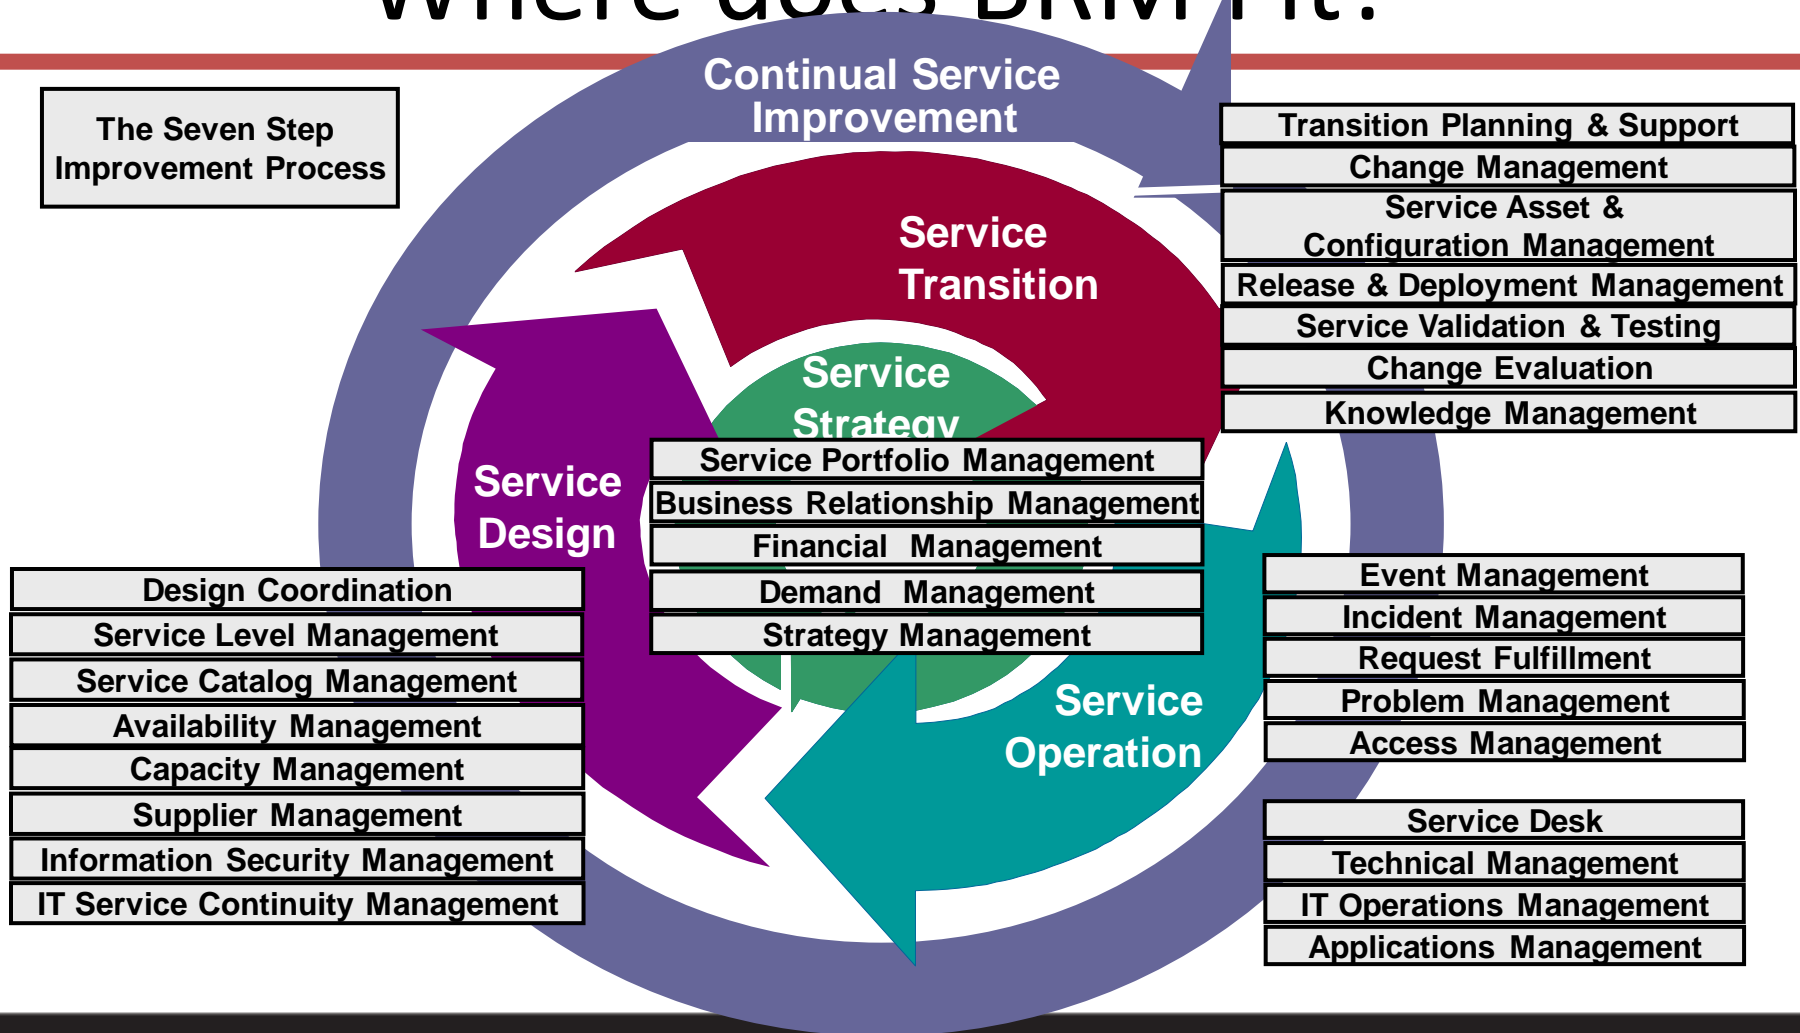 Where does BRM Fit?
Continual Service
Improvement
The Seven Step
Improvement Process
Transition Planning & Support
Change Management
Service Asset &
Configuration Management
Release & Deployment Management
Service Validation & Testing
Change Evaluation
Knowledge Management
Service
Transition
Service
Strategy
Service Portfolio Management
Business Relationship Management
Financial Management
Demand Management
Strategy Management
Service
Design
Design Coordination
Service Level Management
Service Catalog Management
Availability Management
Capacity Management
Supplier Management
Information Security Management
IT Service Continuity Management
Service
Operation
Event Management
Incident Management
Request Fulfillment
Problem Management
Access Management
Service Desk
Technical Management
IT Operations Management
Applications Management